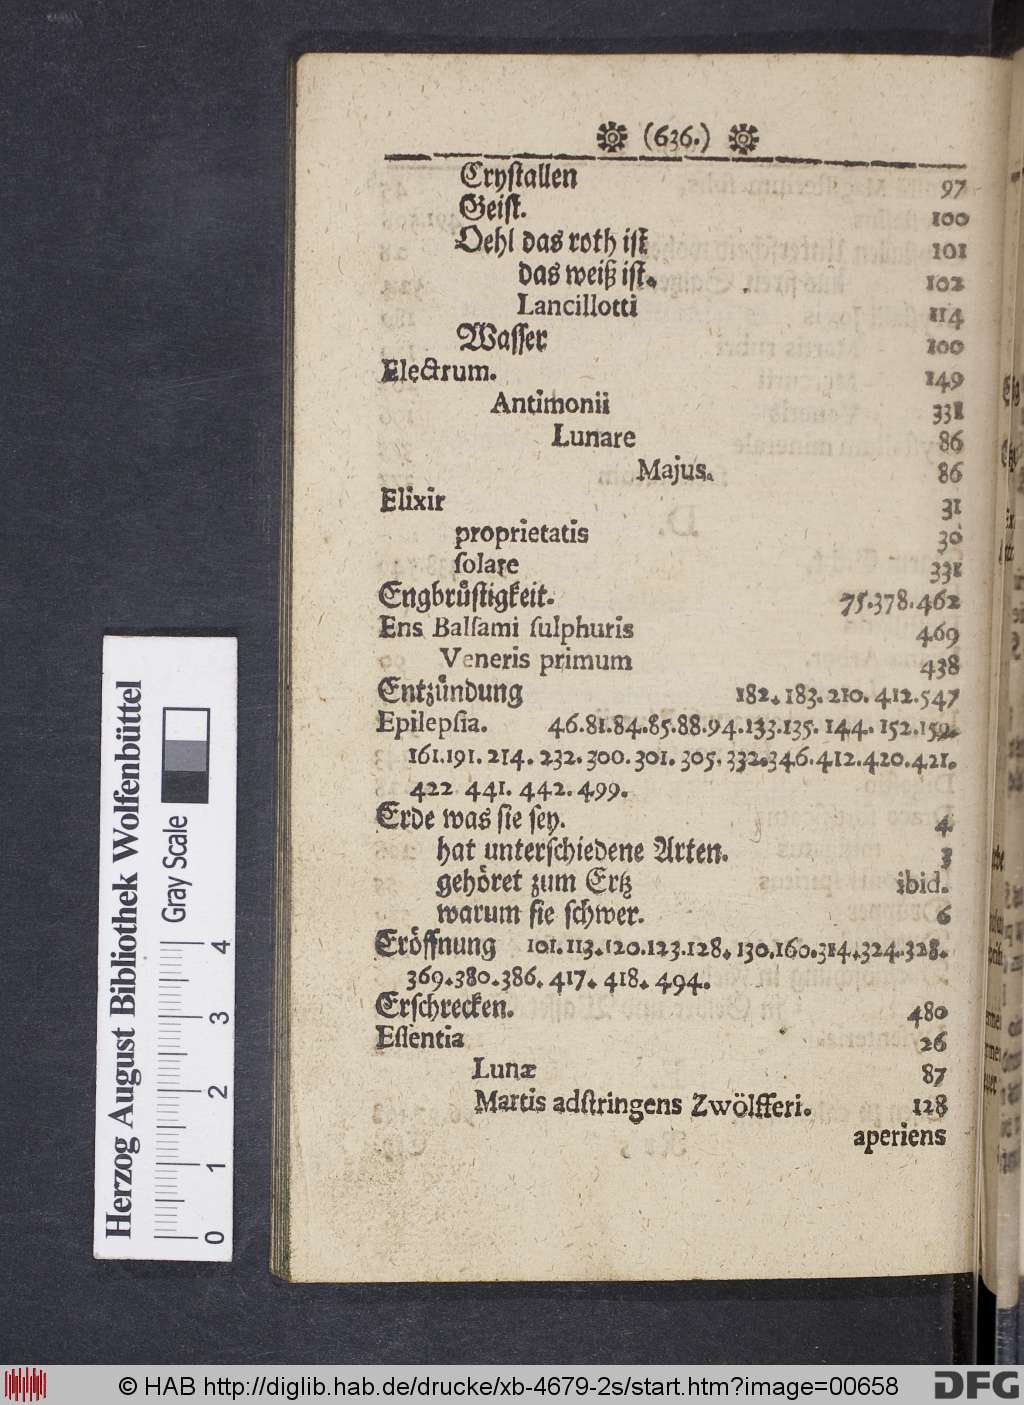 (636.)
Cryſtallen 97
Geiſt. 100
Oehl das roth iſt 101
das weiß iſt. 102
Lancillotti 114
Waſſer 100
Electrum. 149
Antimonii 331
Lunare 86
Majus. 86
Elixir 31
proprietatis 30
ſolare 331
Engbrůſtigkeit. 75.378.462
Ens Balſami ſulphuris 469
Veneris primum 438
Entzůndung 182. 183. 210. 412.547
Epilepſia. 46.81.84.85.88.94.133.135. 144. 152.159.
161.191. 214. 232. 300. 301. 305. 332.346.412.420.421.
422 441. 442. 499.
Erde was ſie ſey. 4
hat unterſchiedene Arten. 3
gehöret zum Ertz ibid.
warum ſie ſchwer. 6
Eröffnung 101. 113.120.123.128. 130.160.314.324.328.
369.380.386. 417. 418. 494.
Erſchrecken. 480
Eſſentia 26
Lunæ 87
Martis adſtringens Zwölfferi. 128
aperiens
Herzog August Bibliothek Wolfenbüttel
Gray Scale
0 1 2 3 4
© HAB http://diglib.hab.de/drucke/xb-4679-2s/start.htm?image=00658
DFG